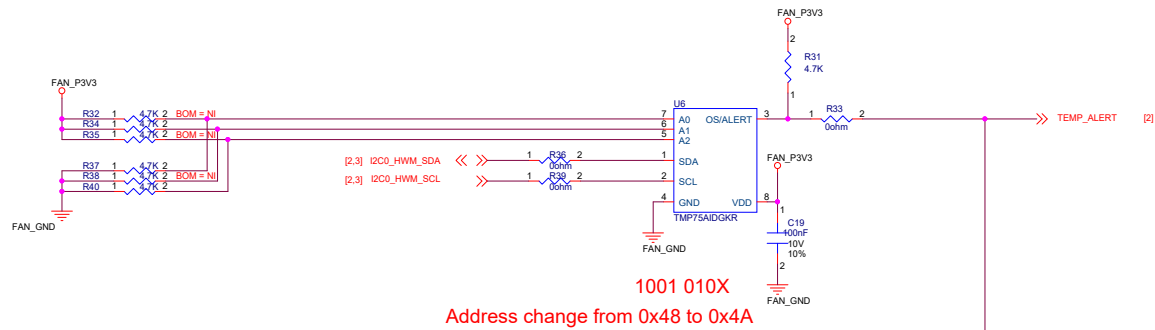 FAN_P3V3
2
R31
4.7K
1
FAN_P3V3
R32 1 4.7K 2 BOM = NI
R34 1 4.7K 2
R35 1 4.7K 2 BOM = NI
R37 1 4.7K 2
R38 1 4.7K 2 BOM = NI
R40 1 4.7K 2
FAN_GND
U6
7 A0 OS/ALERT 3
6 A1
5 A2
1 SDA
2 SCL
4 GND VDD 8
TMP75AIDGKR
1 R33 2
0ohm
TEMP_ALERT [2]
[2,3] I2C0_HWM_SDA 1 R36 2
0ohm
[2,3] I2C0_HWM_SCL 1 R39 2
0ohm
FAN_GND
FAN_P3V3
1
C19
100nF
10V
10%
2
FAN_GND
1001 010X
Address change from 0x48 to 0x4A